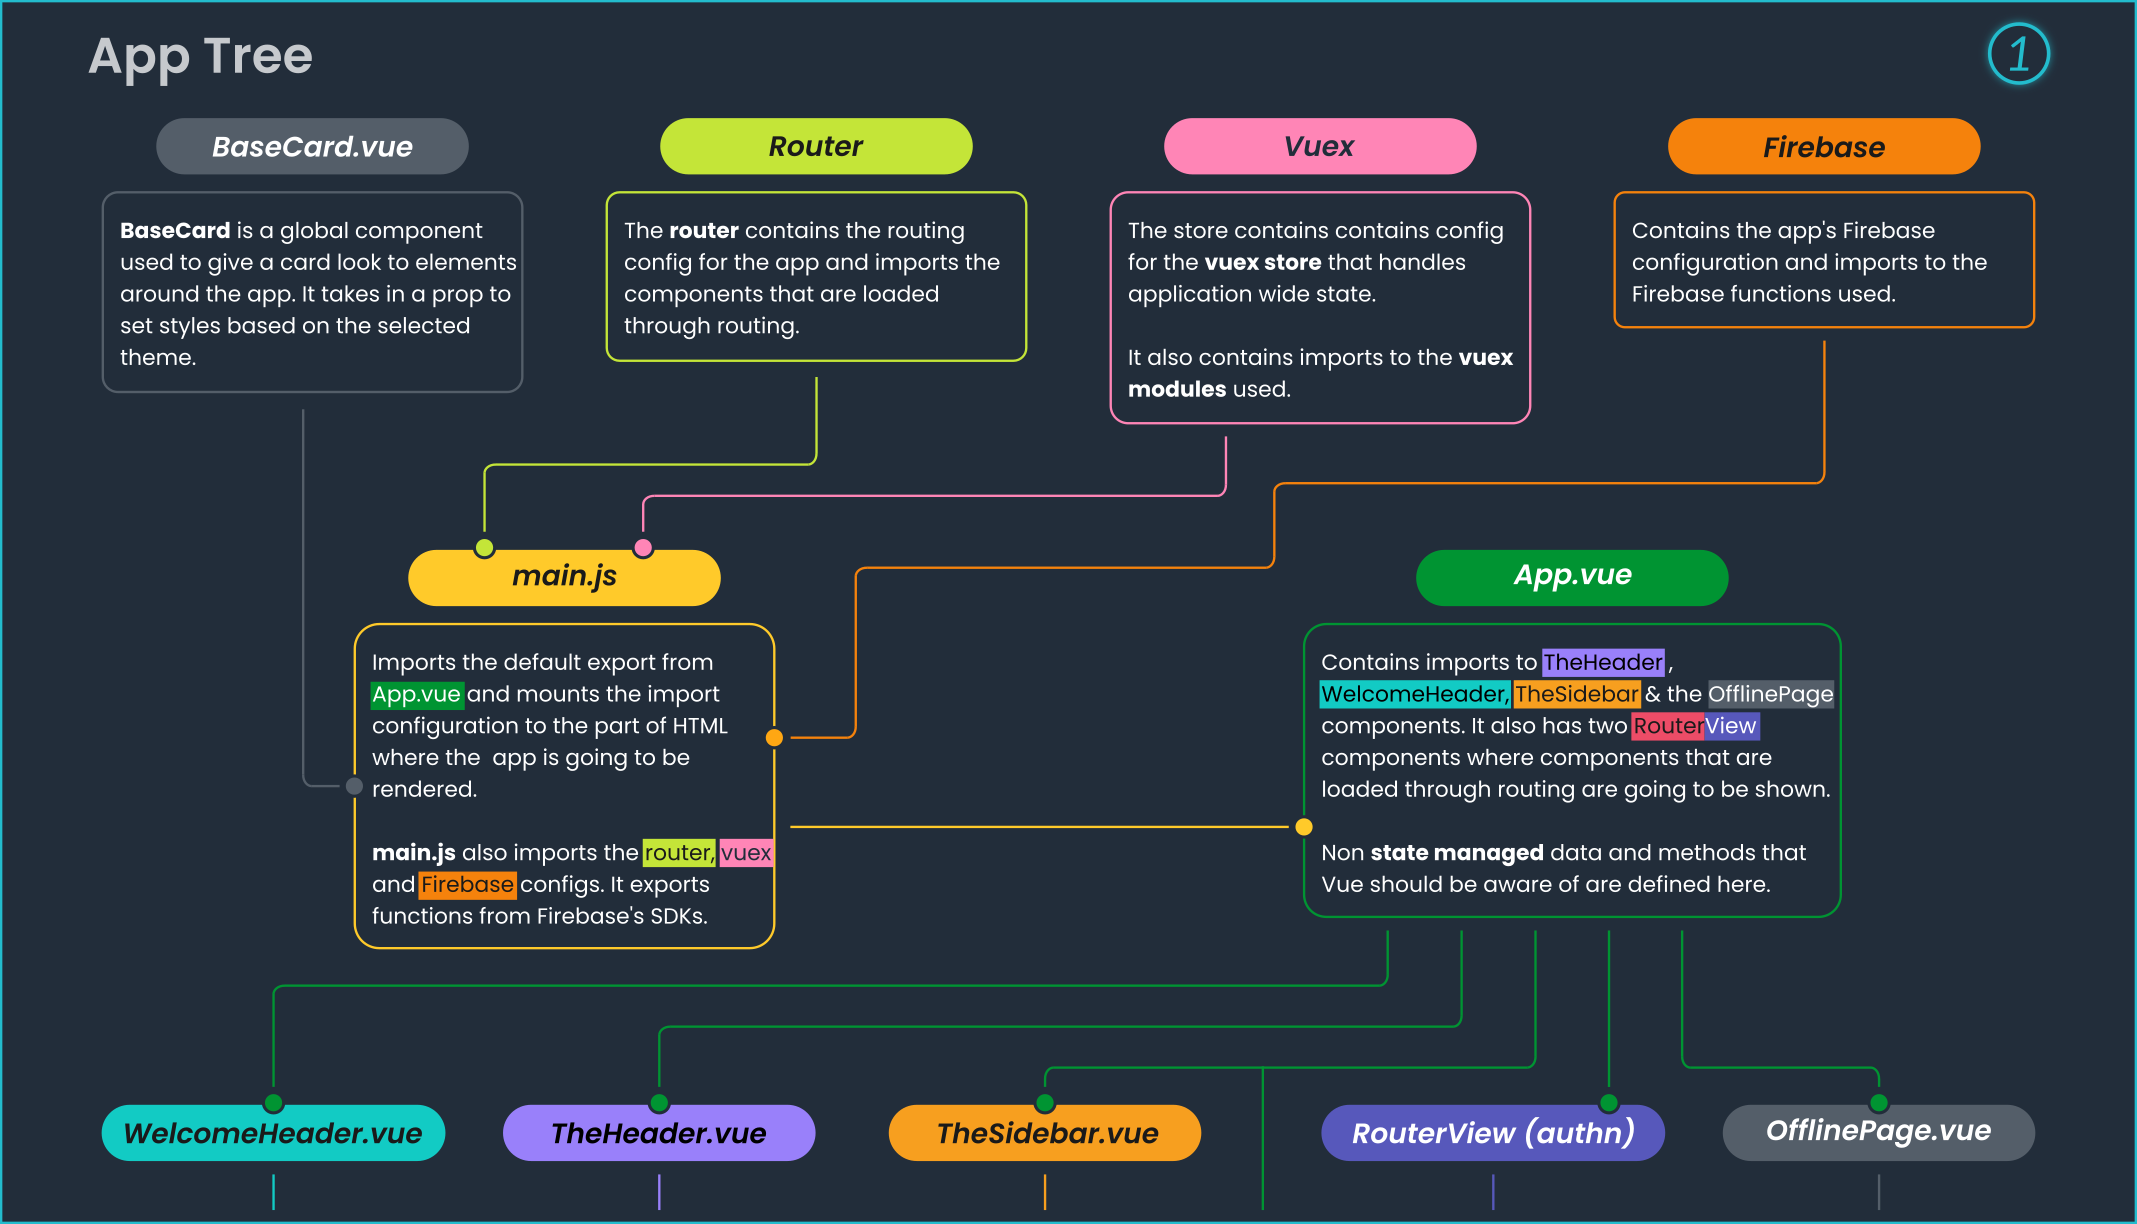 App Tree
1
BaseCard.vue
BaseCard is a global component
used to give a card look to elements
around the app. It takes in a prop to
set styles based on the selected
theme.
Router
The router contains the routing
config for the app and imports the
components that are loaded
through routing.
Vuex
The store contains contains config
for the vuex store that handles
application wide state.
It also contains imports to the vuex
modules used.
Firebase
Contains the app's Firebase
configuration and imports to the
Firebase functions used.
main.js
Imports the default export from
App.vue and mounts the import
configuration to the part of HTML
where the  app is going to be
rendered.
main.js also imports the router, vuex
and Firebase configs. It exports
functions from Firebase's SDKs.
App.vue
Contains imports to TheHeader ,
WelcomeHeader, TheSidebar & the OfflinePage
components. It also has two RouterView
components where components that are
loaded through routing are going to be shown.
Non state managed data and methods that
Vue should be aware of are defined here.
WelcomeHeader.vue
TheHeader.vue
TheSidebar.vue
RouterView (authn)
OfflinePage.vue